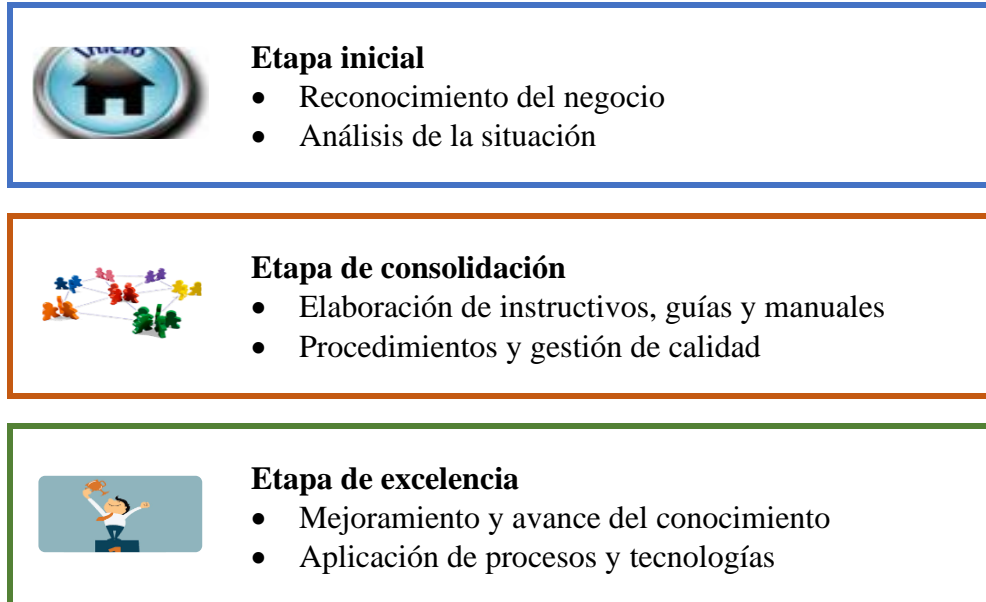 Inicio
Etapa inicial
• Reconocimiento del negocio
• Análisis de la situación
Etapa de consolidación
• Elaboración de instructivos, guías y manuales
• Procedimientos y gestión de calidad
Etapa de excelencia
• Mejoramiento y avance del conocimiento
• Aplicación de procesos y tecnologías